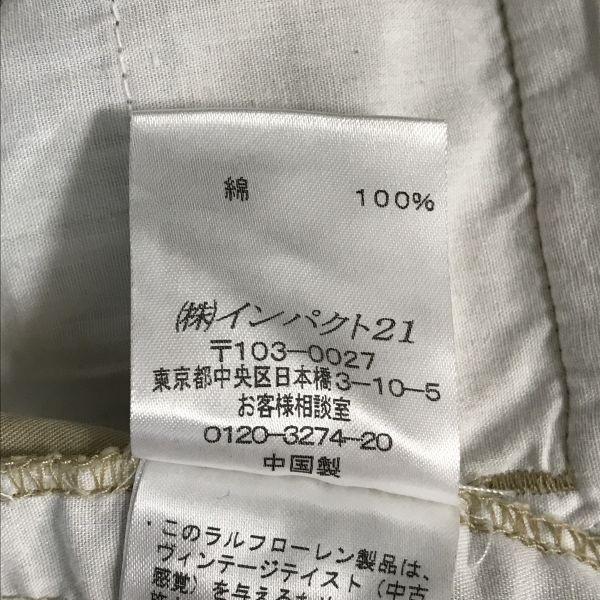 綿 100%
(株)インパクト21
〒103-0027
東京都中央区日本橋3-10-5
お客様相談室
0120-3274-20
中国製
・このラルフローレン製品は、
ヴィンテージテイスト(中古
感覚)を与えるため